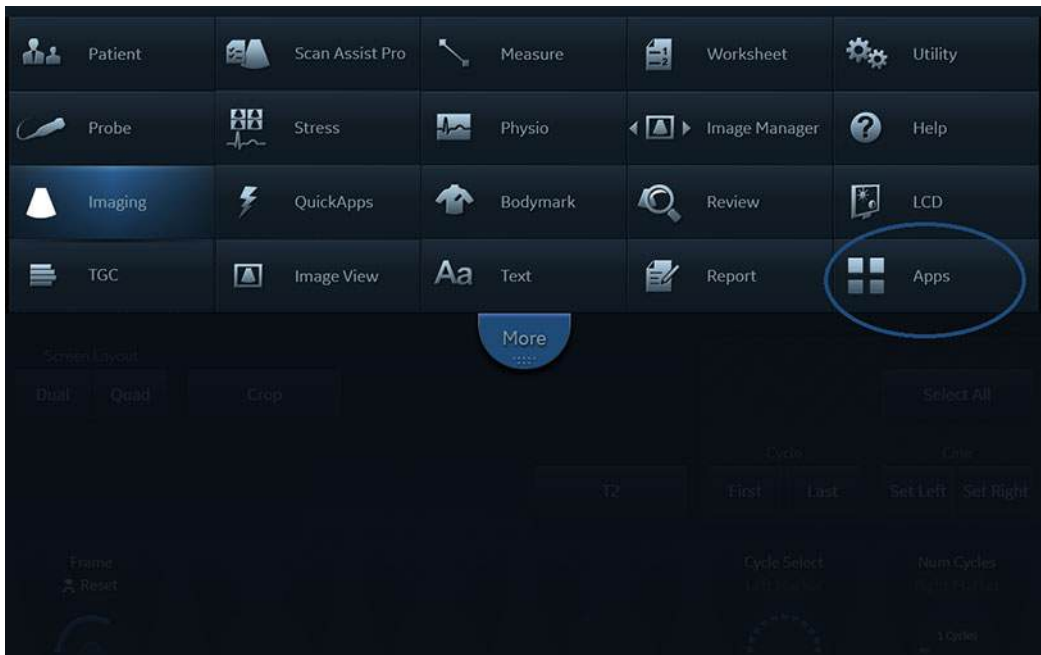 Patient
Scan Assist Pro
Measure
Worksheet
Utility
Probe
Stress
Physio
Image Manager
Help
Imaging
QuickApps
Bodymark
Review
LCD
TGC
Image View
Aa Text
Report
Apps
More
Screen Layout
Dual Quad
Crop
Select All
Cycle
Cine
T2
First Last
Set Left Set Right
Frame
Reset
Cycle Select
Num Cycles
1 Cycles